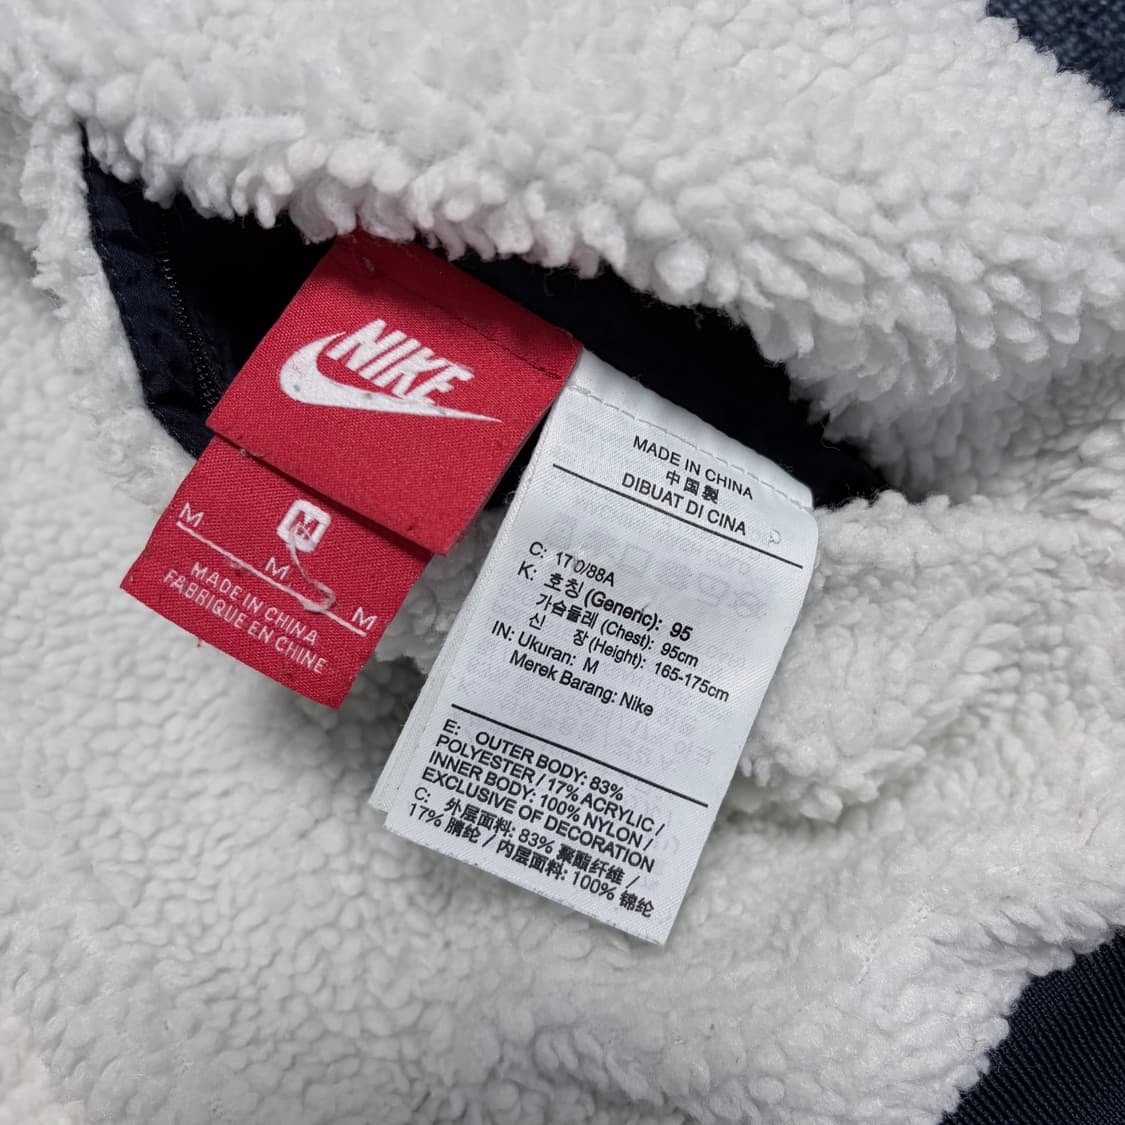 NIKE
M
M
M
M
MADE IN CHINA
FABRIQUE EN CHINE
MADE IN CHINA
中国製
DIBUAT DI CINA
C: 170/88A
K: 호칭 (Generic): 95
가슴둘레 (Chest): 95cm
신 장 (Height): 165-175cm
IN: Ukuran: M
Merek Barang: Nike
E: OUTER BODY: 83%
POLYESTER / 17% ACRYLIC /
INNER BODY: 100% NYLON /
EXCLUSIVE OF DECORATION
C: 外层面料: 83% 聚酯纤维 /
17% 腈纶 / 内层面料: 100% 锦纶